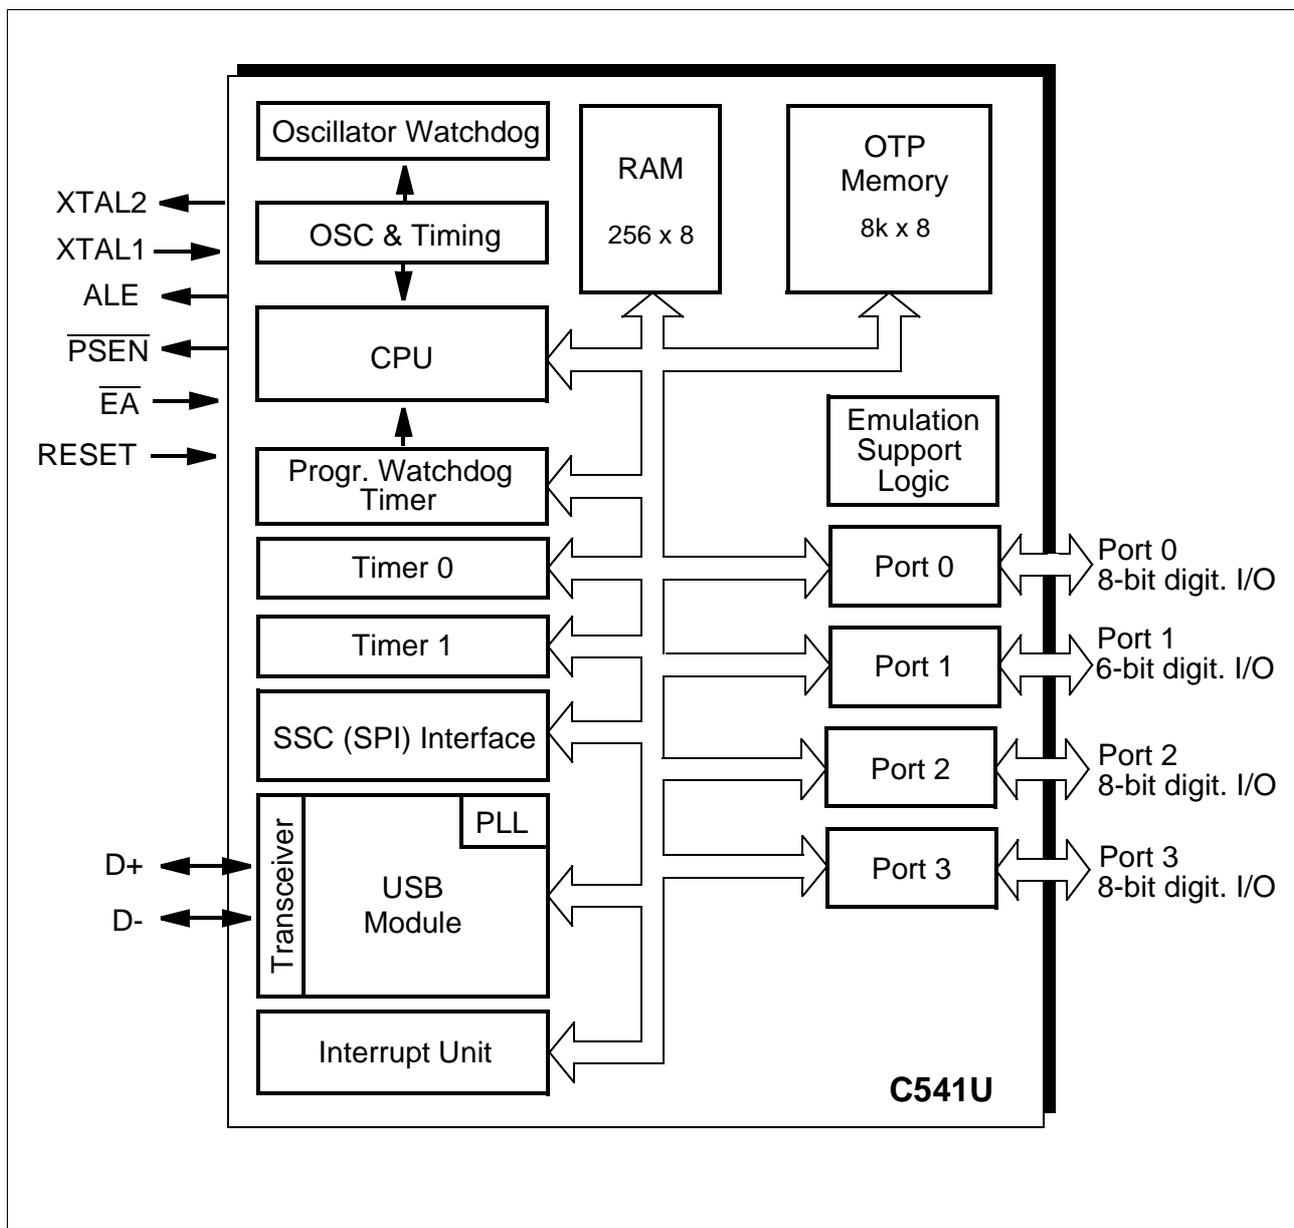 Oscillator Watchdog
OSC & Timing
CPU
Progr. Watchdog
Timer
Timer 0
Timer 1
SSC (SPI) Interface
Transceiver
PLL
USB
Module
Interrupt Unit
RAM
256 x 8
OTP
Memory
8k x 8
Emulation
Support
Logic
Port 0
Port 1
Port 2
Port 3
C541U
XTAL2
XTAL1
ALE
PSEN
EA
RESET
D+
D-
Port 0
8-bit digit. I/O
Port 1
6-bit digit. I/O
Port 2
8-bit digit. I/O
Port 3
8-bit digit. I/O